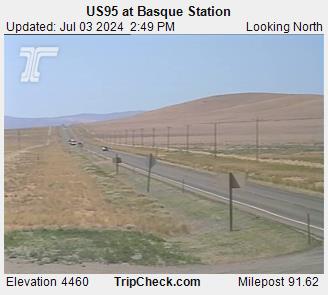 US95 at Basque Station
Updated: Jul 03 2024 2:49 PM Looking North
Elevation 4460 TripCheck.com Milepost 91.62